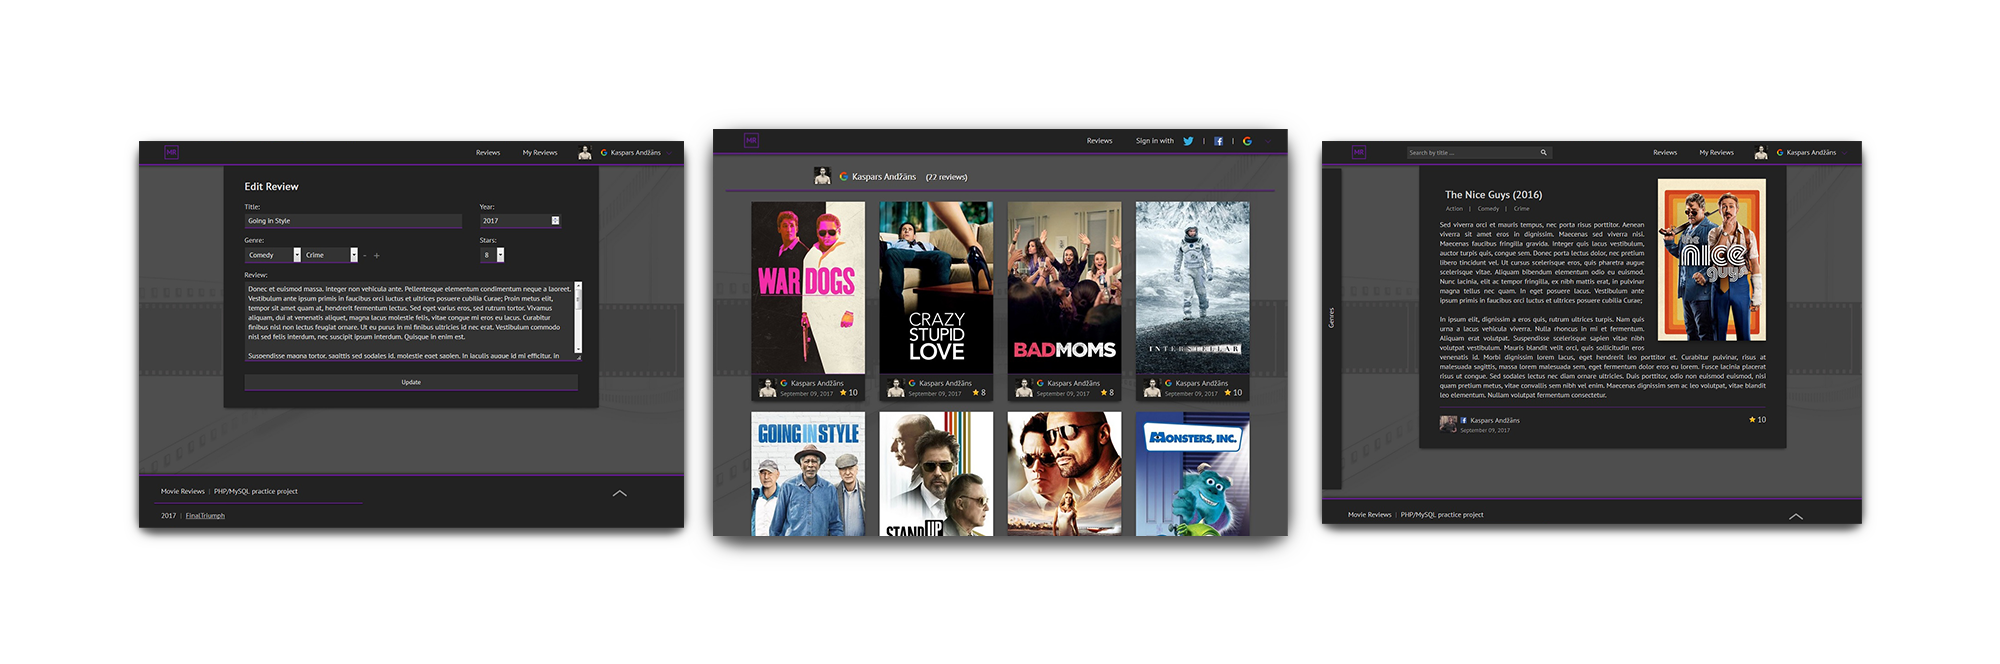 MR
Reviews
My Reviews
Kaspars Andžāns
Edit Review
Title:
Year:
Going in Style
2017
Genre:
Stars:
Comedy
Crime
- +
8
Review:
Donec et euismod massa. Integer non vehicula ante. Pellentesque elementum condimentum neque a laoreet.
Vestibulum ante ipsum primis in faucibus orci luctus et ultrices posuere cubilia Curae; Proin metus elit,
tempor sit amet quam at, hendrerit fermentum lectus. Sed eget varius eros, sed rutrum tortor. Vivamus
aliquam, dui at venenatis aliquet, magna lacus molestie felis, vitae congue mi eros eu lacus. Curabitur
finibus nisl non lectus feugiat ornare. Ut eu purus in mi finibus ultricies id nec erat. Vestibulum commodo
nisl sed felis interdum, nec suscipit ipsum interdum. Quisque in enim est.
Suspendisse magna tortor, sagittis sed sodales id, molestie eget sapien. In iaculis augue id mi efficitur, in
Update
Movie Reviews | PHP/MySQL practice project
2017 | FinalTriumph
MR
Reviews
Sign in with
|
|
Kaspars Andžāns (22 reviews)
WAR DOGS
CRAZY
STUPID
LOVE
BADMOMS
INTERSTELLAR
Kaspars Andžāns
September 09, 2017
10
Kaspars Andžāns
September 09, 2017
8
Kaspars Andžāns
September 09, 2017
8
Kaspars Andžāns
September 09, 2017
10
GOING IN STYLE
STAND UP
MONSTERS, INC.
MR
Search by title ...
Reviews
My Reviews
Kaspars Andžāns
Genres
The Nice Guys (2016)
Action | Comedy | Crime
Sed viverra orci et mauris tempus, nec porta risus porttitor. Aenean
viverra sit amet eros in dignissim. Maecenas sed viverra nisi.
Maecenas faucibus fringilla gravida. Integer quis lacus vestibulum,
auctor turpis quis, congue sem. Donec porta lectus dolor, nec pretium
libero tincidunt vel. Ut cursus scelerisque eros, quis pharetra augue
scelerisque vitae. Aliquam bibendum elementum odio eu euismod.
Nunc lacinia, elit ac tempor fringilla, ex nibh mattis erat, in pulvinar
magna tellus nec quam. In eget posuere lacus. Vestibulum ante
ipsum primis in faucibus orci luctus et ultrices posuere cubilia Curae;
In ipsum elit, dignissim a eros quis, rutrum ultrices turpis. Nam quis
urna a lacus vehicula viverra. Nulla rhoncus in mi et fermentum.
Aliquam erat volutpat. Suspendisse scelerisque sapien vitae nibh
volutpat vestibulum. Mauris blandit velit orci, quis sollicitudin eros
venenatis id. Morbi dignissim lorem lacus, eget hendrerit leo porttitor et. Curabitur pulvinar, risus at
malesuada sagittis, massa lorem malesuada sem, eget fermentum dolor eros eu lorem. Fusce lacinia placerat
risus ut congue. Sed sodales lectus nec diam ornare ultricies. Duis porttitor, odio non euismod euismod, nisi
quam pretium metus, vitae convallis sem nibh vel enim. Maecenas dignissim sem ac leo volutpat, vitae blandit
leo elementum. Nullam volutpat fermentum consectetur.
the
nice
guys
Kaspars Andžāns
September 09, 2017
10
Movie Reviews | PHP/MySQL practice project